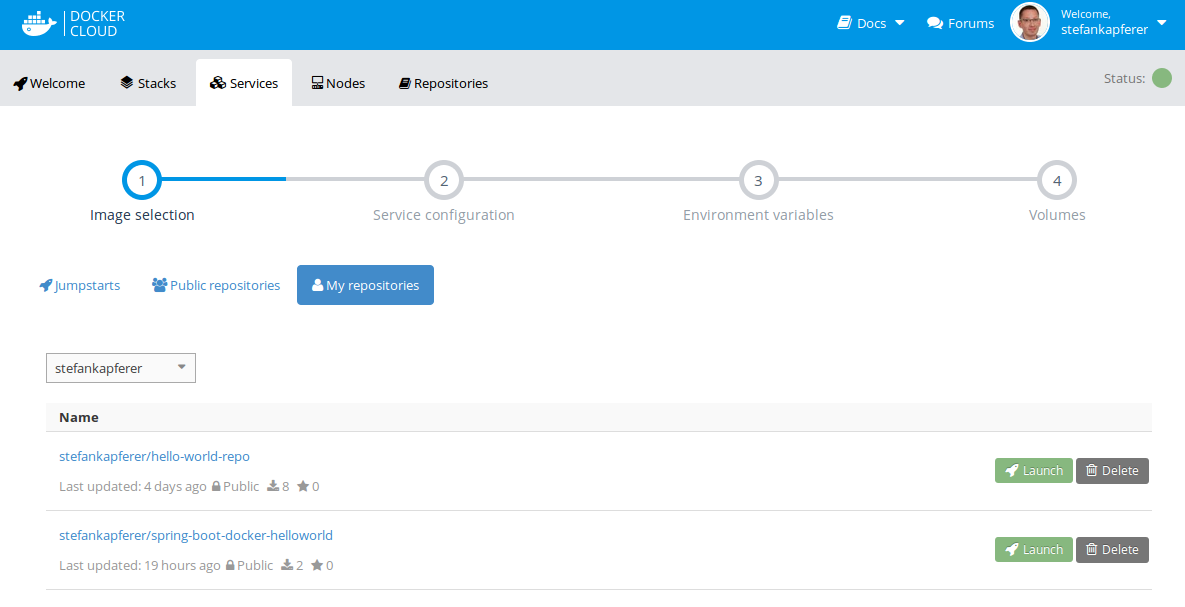 DOCKER
CLOUD
Docs
Forums
Welcome,
stefankapferer
Welcome
Stacks
Services
Nodes
Repositories
Status:
1
2
3
4
Image selection
Service configuration
Environment variables
Volumes
Jumpstarts
Public repositories
My repositories
stefankapferer
Name
stefankapferer/hello-world-repo
Last updated: 4 days ago Public 8 0
Launch
Delete
stefankapferer/spring-boot-docker-helloworld
Last updated: 19 hours ago Public 2 0
Launch
Delete